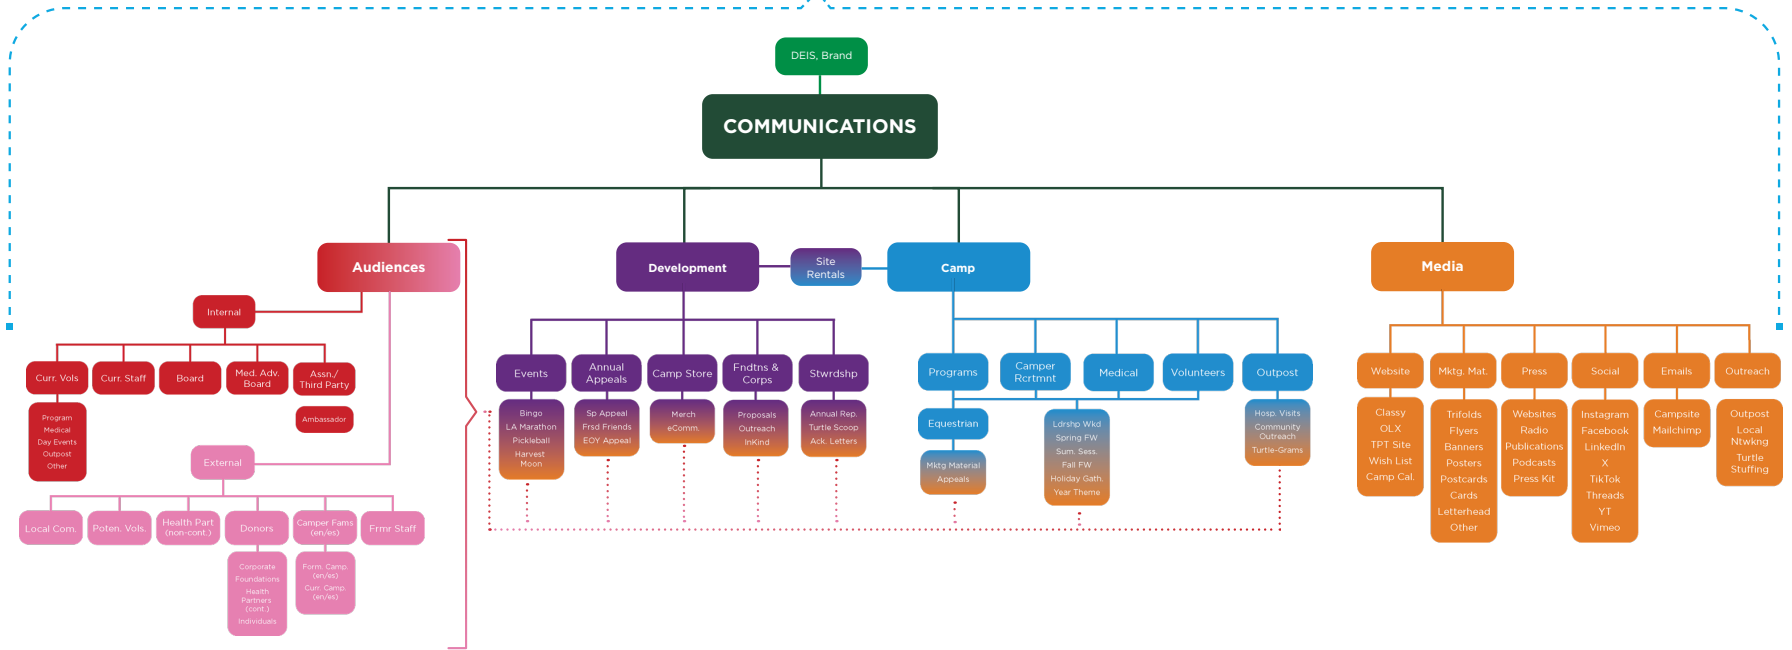 DEIS, Brand
COMMUNICATIONS
Audiences
Internal
Curr. Vols
Program
Medical
Day Events
Outpost
Other
Curr. Staff
Board
Med. Adv.
Board
Assn./
Third Party
Ambassador
External
Local Com.
Poten. Vols.
Health Part
(non-cont.)
Donors
Corporate
Foundations
Health
Partners
(cont.)
Individuals
Camper Fams
(en/es)
Form. Camp.
(en/es)
Curr. Camp.
(en/es)
Frmr Staff
Development
Events
Bingo
LA Marathon
Pickleball
Harvest
Moon
Annual
Appeals
Sp Appeal
Frsd Friends
EOY Appeal
Camp Store
Merch
eComm.
Fndtns &
Corps
Proposals
Outreach
InKind
Stwrdshp
Annual Rep.
Turtle Scoop
Ack. Letters
Site
Rentals
Camp
Programs
Equestrian
Mktg Material
Appeals
Camper
Rcrtmnt
Medical
Volunteers
Ldrshp Wkd
Spring FW
Sum. Sess.
Fall FW
Holiday Gath.
Year Theme
Outpost
Hosp. Visits
Community
Outreach
Turtle-Grams
Media
Website
Classy
OLX
TPT Site
Wish List
Camp Cal.
Mktg. Mat.
Trifolds
Flyers
Banners
Posters
Postcards
Cards
Letterhead
Other
Press
Websites
Radio
Publications
Podcasts
Press Kit
Social
Instagram
Facebook
LinkedIn
X
TikTok
Threads
YT
Vimeo
Emails
Campsite
Mailchimp
Outreach
Outpost
Local
Ntwkng
Turtle
Stuffing